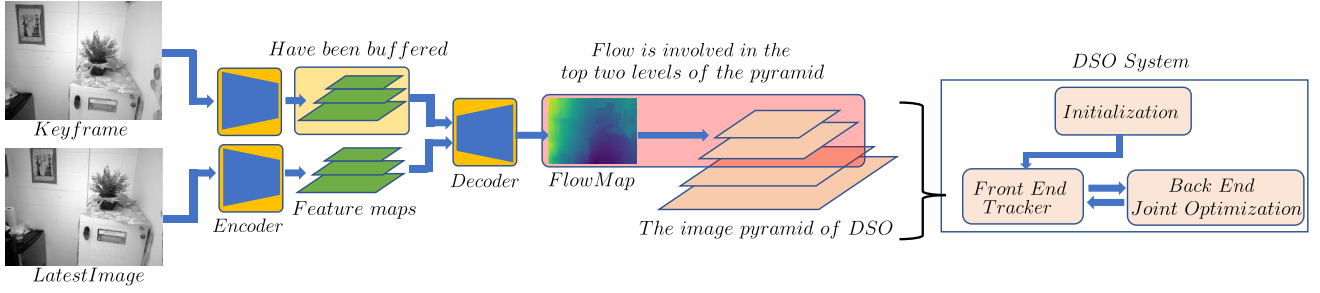 Keyframe
LatestImage
Have been buffered
Encoder
Feature maps
Decoder
Flow is involved in the
top two levels of the pyramid
FlowMap
The image pyramid of DSO
DSO System
Initialization
Front End
Tracker
Back End
Joint Optimization